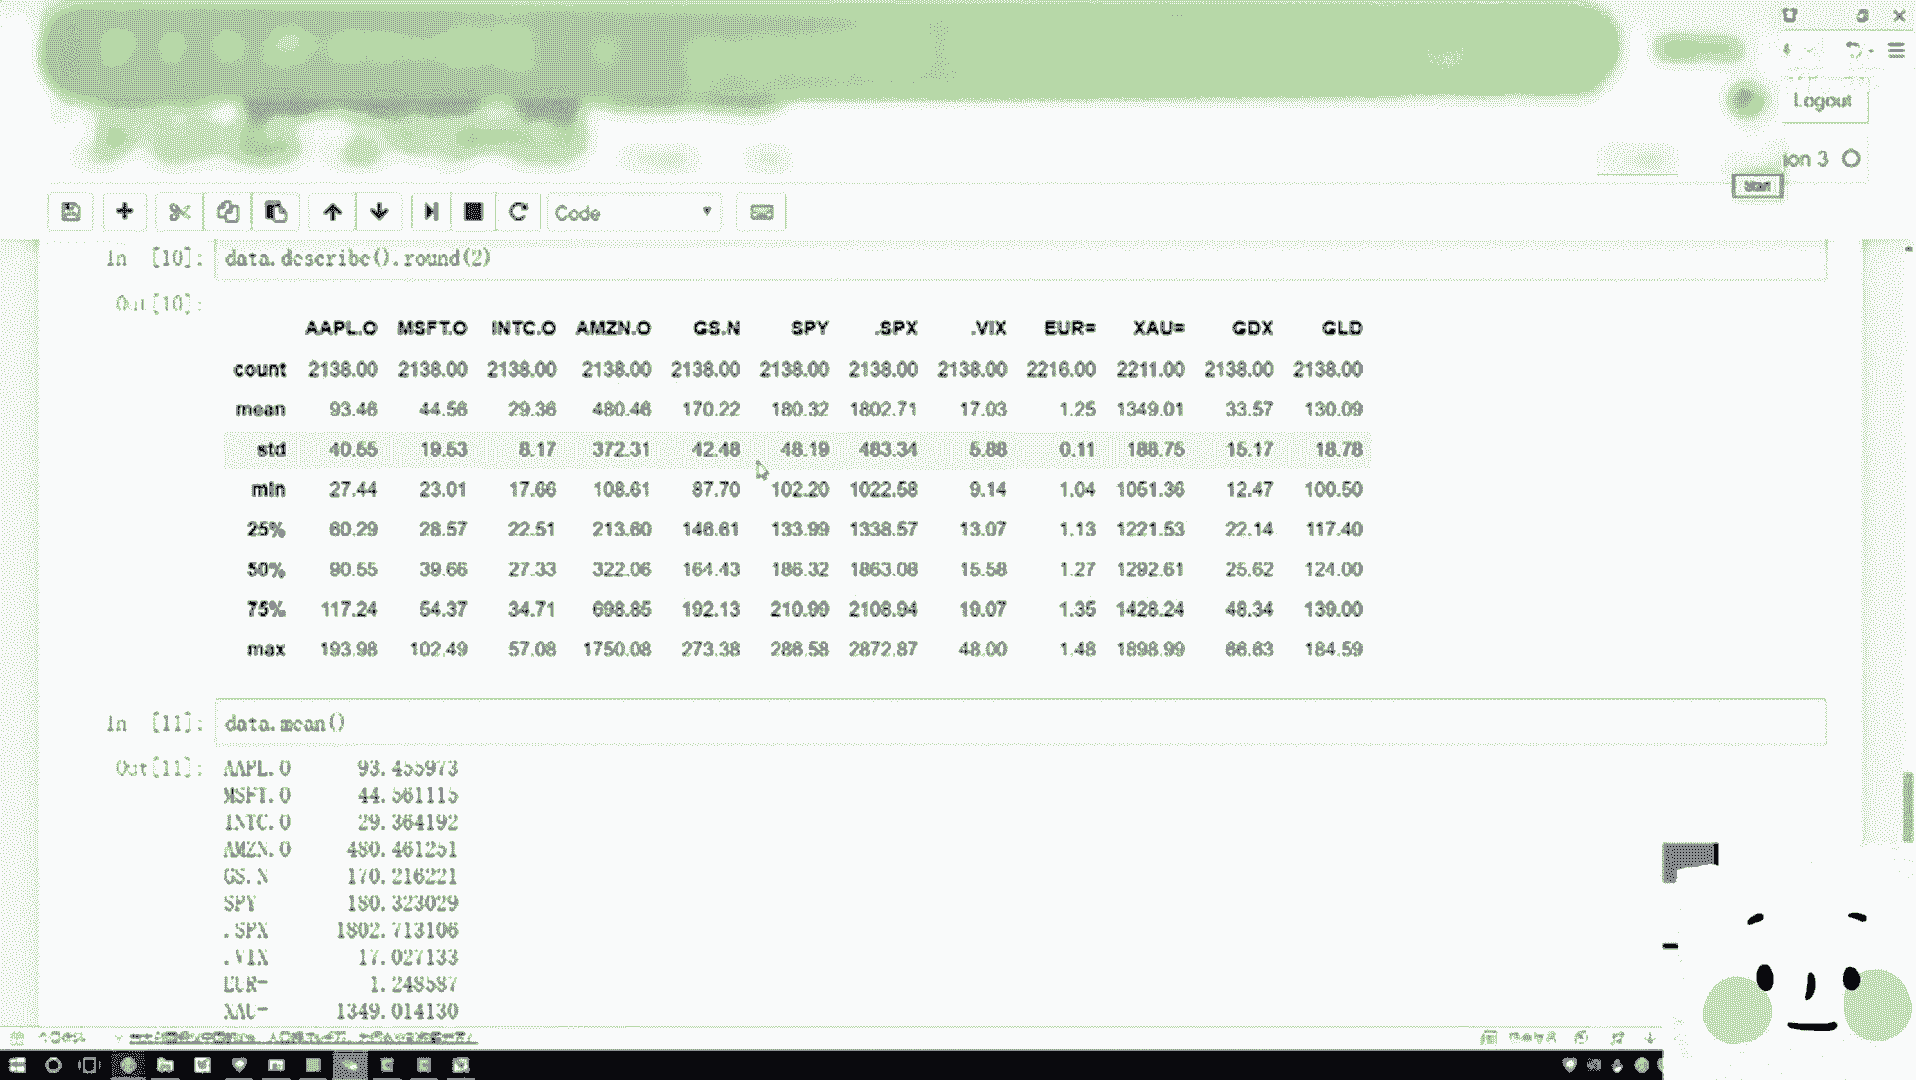 Logout
ion 3
Start
Code
In [10]: data.describe().round(2)
Out[10]:
AAPL.O MSFT.O INTC.O AMZN.O GS.N SPY .SPX .VIX EUR= XAU= GDX GLD
count 2138.00 2138.00 2138.00 2138.00 2138.00 2138.00 2138.00 2138.00 2216.00 2211.00 2138.00 2138.00
mean 93.46 44.56 29.36 480.46 170.22 180.32 1802.71 17.03 1.25 1349.01 33.57 130.09
std 40.55 19.53 8.17 372.31 42.48 48.19 483.34 5.88 0.11 188.75 15.17 18.78
min 27.44 23.01 17.66 108.61 87.70 102.20 1022.58 9.14 1.04 1051.36 12.47 100.50
25% 60.29 28.57 22.51 213.60 146.61 133.99 1338.57 13.07 1.13 1221.53 22.14 117.40
50% 90.55 39.66 27.33 322.06 164.43 186.32 1863.08 15.58 1.27 1292.61 25.62 124.00
75% 117.24 54.37 34.71 698.85 192.13 210.99 2108.94 19.07 1.35 1428.24 48.34 139.00
max 193.98 102.49 57.08 1750.08 273.38 286.58 2872.87 48.00 1.48 1898.99 66.63 184.59
In [11]: data.mean()
Out[11]: AAPL.O 93.455973
MSFT.O 44.561115
INTC.O 29.364192
AMZN.O 480.461251
GS.N 170.216221
SPY 180.323029
.SPX 1802.713106
.VIX 17.027133
EUR= 1.248587
XAU= 1349.014130